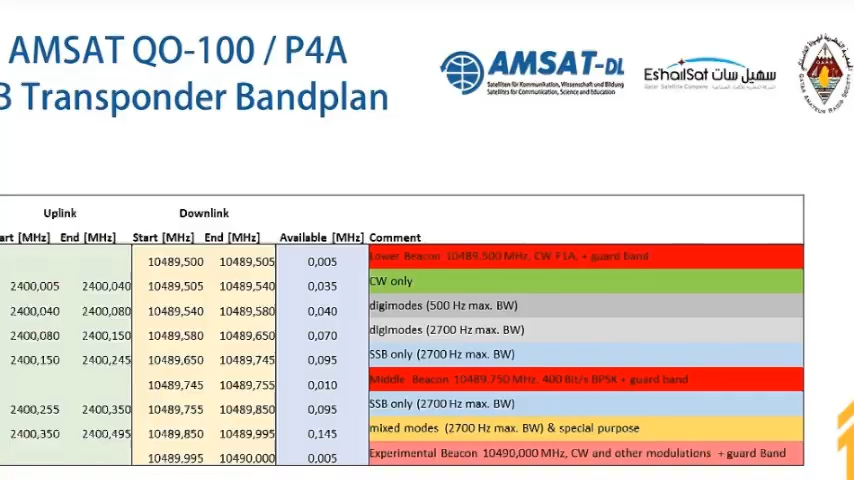 AMSAT QO-100 / P4A
B Transponder Bandplan
AMSAT-DL
Satelliten für Kommunikation, Wissenschaft und Bildung
Satellites for Communication, Science and Education
EshailSat سهيل سات
Qatar Satellite Company
Uplink Downlink
art [MHz] End [MHz] Start [MHz] End [MHz] Available [MHz] Comment
10489,500 10489,505 0,005 Lower Beacon 10489.500 MHz, CW F1A, + guard band
2400,005 2400,040 10489,505 10489,540 0,035 CW only
2400,040 2400,080 10489,540 10489,580 0,040 digimodes (500 Hz max. BW)
2400,080 2400,150 10489,580 10489,650 0,070 digimodes (2700 Hz max. BW)
2400,150 2400,245 10489,650 10489,745 0,095 SSB only (2700 Hz max. BW)
10489,745 10489,755 0,010 Middle Beacon 10489.750 MHz, 400 Bit/s BPSK + guard band
2400,255 2400,350 10489,755 10489,850 0,095 SSB only (2700 Hz max. BW)
2400,350 2400,495 10489,850 10489,995 0,145 mixed modes (2700 Hz max. BW) & special purpose
10489,995 10490,000 0,005 Experimental Beacon 10490,000 MHz, CW and other modulations + guard Band